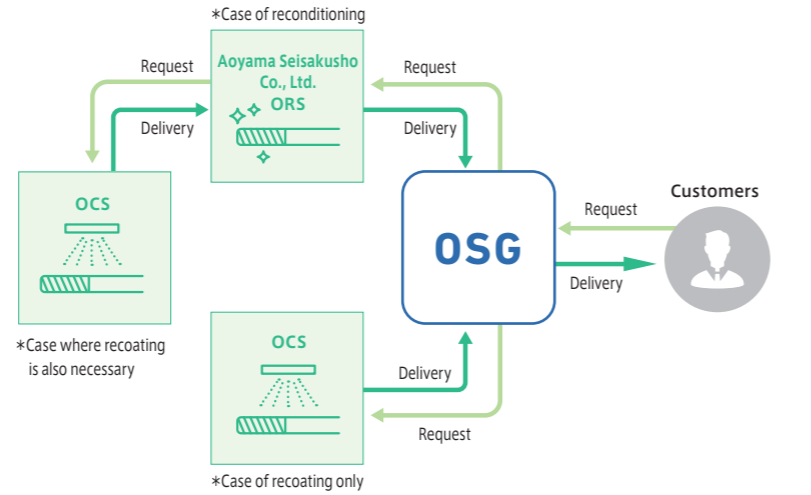 *Case of reconditioning
Aoyama Seisakusho
Co., Ltd.
ORS
Request
Delivery
Request
Delivery
OCS
*Case where recoating
is also necessary
OSG
Customers
Request
Delivery
OCS
Delivery
Request
*Case of recoating only